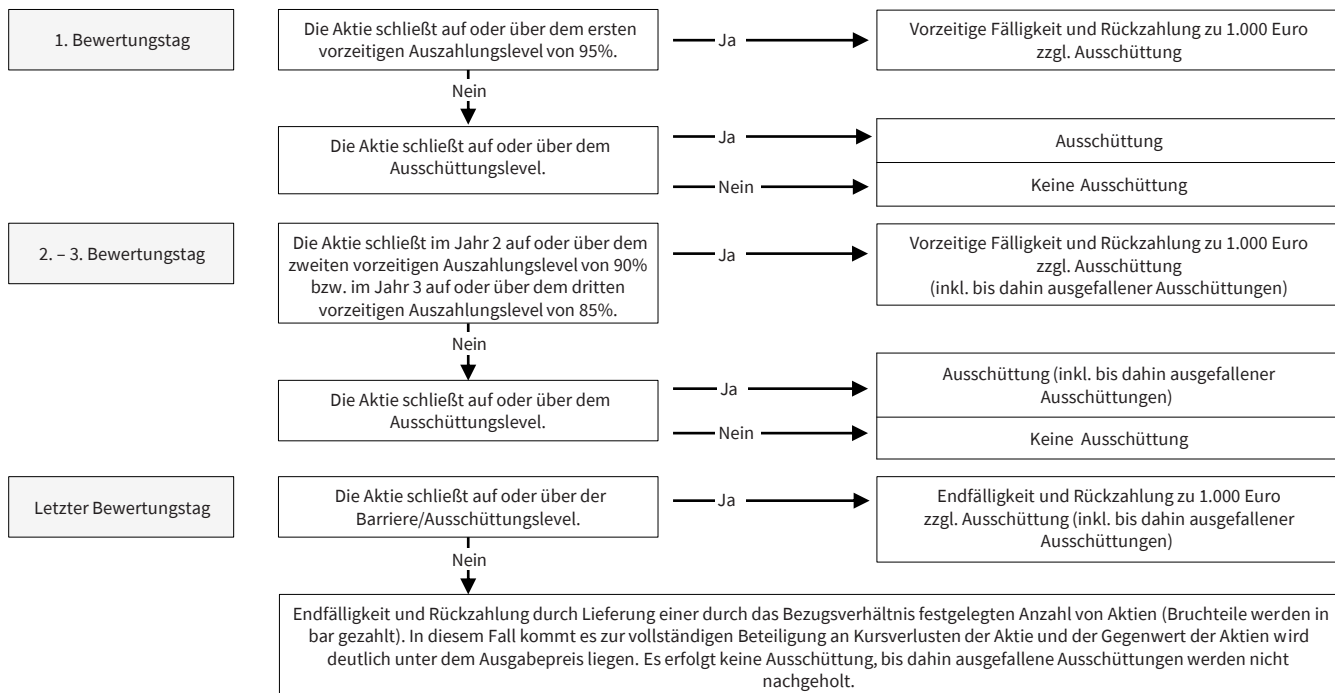 1. Bewertungstag
Die Aktie schließt auf oder über dem ersten
vorzeitigen Auszahlungslevel von 95%.
Ja
Vorzeitige Fälligkeit und Rückzahlung zu 1.000 Euro
zzgl. Ausschüttung
Nein
Die Aktie schließt auf oder über dem
Ausschüttungslevel.
Ja
Ausschüttung
Nein
Keine Ausschüttung
2. – 3. Bewertungstag
Die Aktie schließt im Jahr 2 auf oder über dem
zweiten vorzeitigen Auszahlungslevel von 90%
bzw. im Jahr 3 auf oder über dem dritten
vorzeitigen Auszahlungslevel von 85%.
Ja
Vorzeitige Fälligkeit und Rückzahlung zu 1.000 Euro
zzgl. Ausschüttung
(inkl. bis dahin ausgefallener Ausschüttungen)
Nein
Die Aktie schließt auf oder über dem
Ausschüttungslevel.
Ja
Ausschüttung (inkl. bis dahin ausgefallener
Ausschüttungen)
Nein
Keine Ausschüttung
Letzter Bewertungstag
Die Aktie schließt auf oder über der
Barriere/Ausschüttungslevel.
Ja
Endfälligkeit und Rückzahlung zu 1.000 Euro
zzgl. Ausschüttung (inkl. bis dahin ausgefallener
Ausschüttungen)
Nein
Endfälligkeit und Rückzahlung durch Lieferung einer durch das Bezugsverhältnis festgelegten Anzahl von Aktien (Bruchteile werden in
bar gezahlt). In diesem Fall kommt es zur vollständigen Beteiligung an Kursverlusten der Aktie und der Gegenwert der Aktien wird
deutlich unter dem Ausgabepreis liegen. Es erfolgt keine Ausschüttung, bis dahin ausgefallene Ausschüttungen werden nicht
nachgeholt.